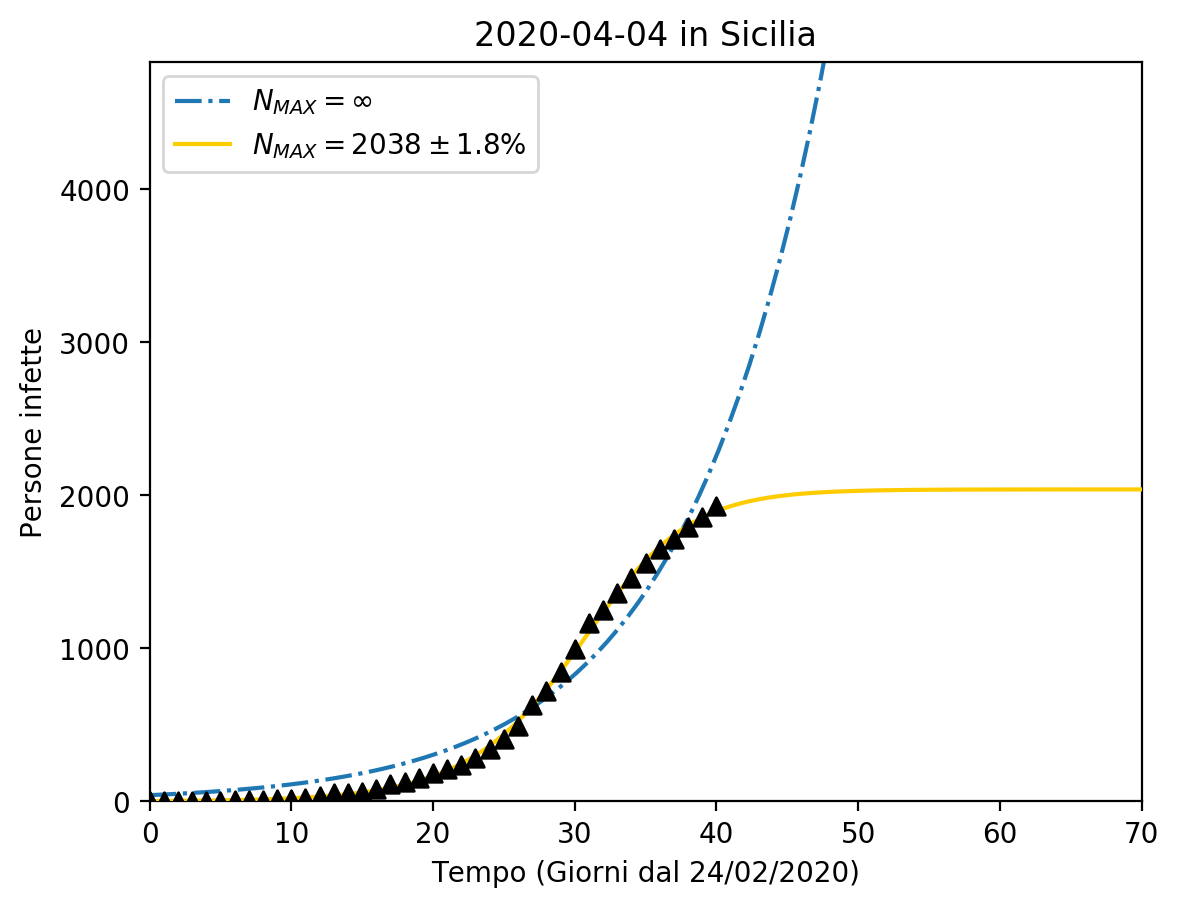 2020-04-04 in Sicilia
N_MAX = ∞
N_MAX = 2038 ± 1.8%
Persone infette
4000
3000
2000
1000
0
0 10 20 30 40 50 60 70
Tempo (Giorni dal 24/02/2020)